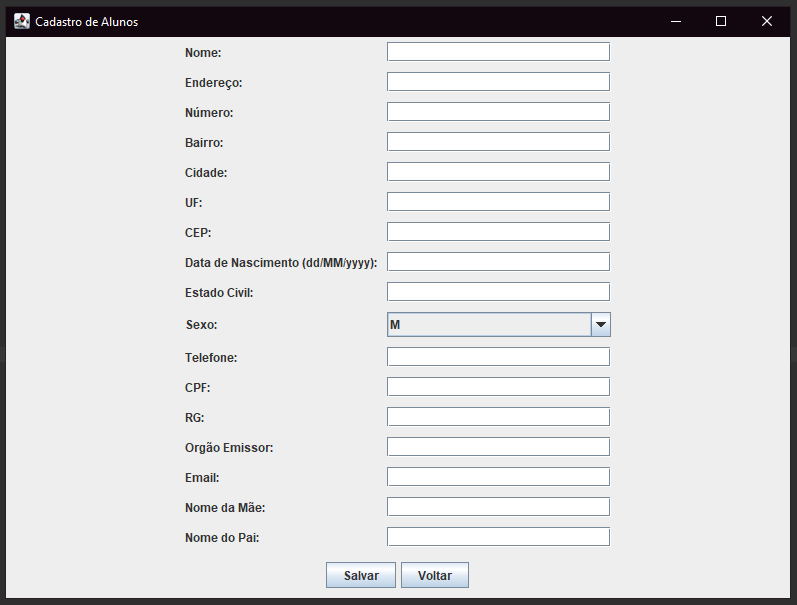 Cadastro de Alunos
Nome:
Endereço:
Número:
Bairro:
Cidade:
UF:
CEP:
Data de Nascimento (dd/MM/yyyy):
Estado Civil:
Sexo: M
Telefone:
CPF:
RG:
Orgão Emissor:
Email:
Nome da Mãe:
Nome do Pai:
Salvar Voltar